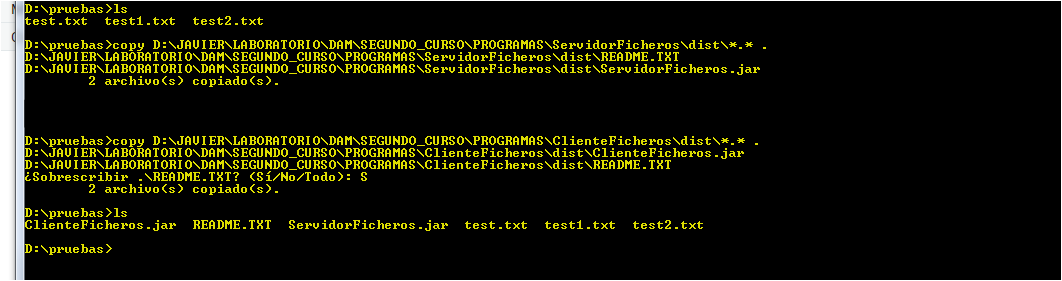 D:\pruebas>ls
test.txt  test1.txt  test2.txt
D:\pruebas>copy D:\JAVIER\LABORATORIO\DAM\SEGUNDO_CURSO\PROGRAMAS\ServidorFicheros\dist\*.* .
D:\JAVIER\LABORATORIO\DAM\SEGUNDO_CURSO\PROGRAMAS\ServidorFicheros\dist\README.TXT
D:\JAVIER\LABORATORIO\DAM\SEGUNDO_CURSO\PROGRAMAS\ServidorFicheros\dist\ServidorFicheros.jar
        2 archivo(s) copiado(s).
D:\pruebas>copy D:\JAVIER\LABORATORIO\DAM\SEGUNDO_CURSO\PROGRAMAS\ClienteFicheros\dist\*.* .
D:\JAVIER\LABORATORIO\DAM\SEGUNDO_CURSO\PROGRAMAS\ClienteFicheros\dist\ClienteFicheros.jar
D:\JAVIER\LABORATORIO\DAM\SEGUNDO_CURSO\PROGRAMAS\ClienteFicheros\dist\README.TXT
¿Sobrescribir .\README.TXT? (Sí/No/Todo): S
        2 archivo(s) copiado(s).
D:\pruebas>ls
ClienteFicheros.jar  README.TXT  ServidorFicheros.jar  test.txt  test1.txt  test2.txt
D:\pruebas>